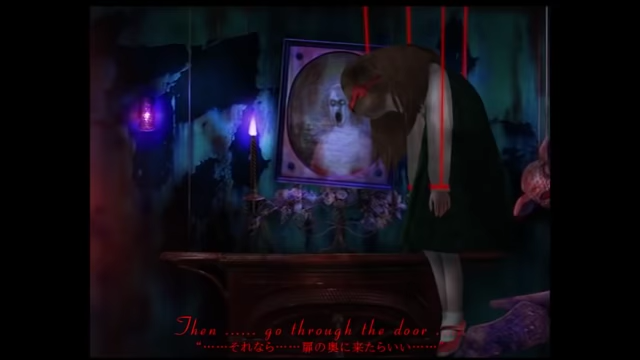 Then ...... go through the door .
“……それなら……扉の奥に来たらいい……